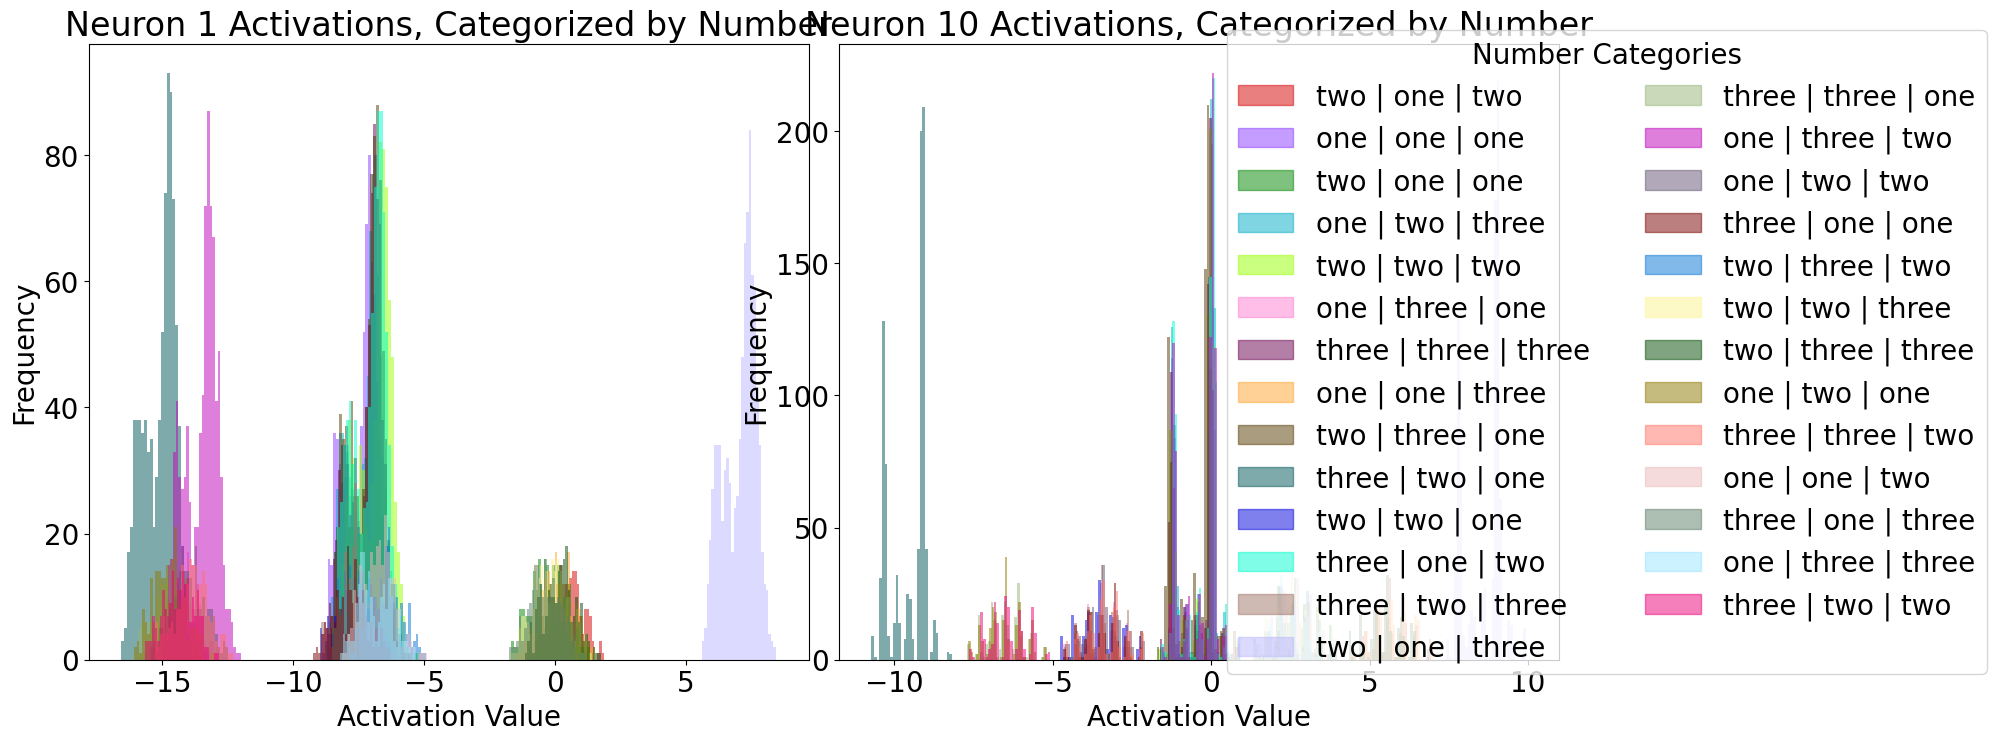 Neuron 1 Activations, Categorized by Number
Neuron 10 Activations, Categorized by Number
Frequency
0
20
40
60
80
−15
−10
−5
0
5
Activation Value
Frequency
0
50
100
150
200
−10
−5
0
5
10
Activation Value
Number Categories
two | one | two
one | one | one
two | one | one
one | two | three
two | two | two
one | three | one
three | three | three
one | one | three
two | three | one
three | two | one
two | two | one
three | one | two
three | two | three
two | one | three
three | three | one
one | three | two
one | two | two
three | one | one
two | three | two
two | two | three
two | three | three
one | two | one
three | three | two
one | one | two
three | one | three
one | three | three
three | two | two